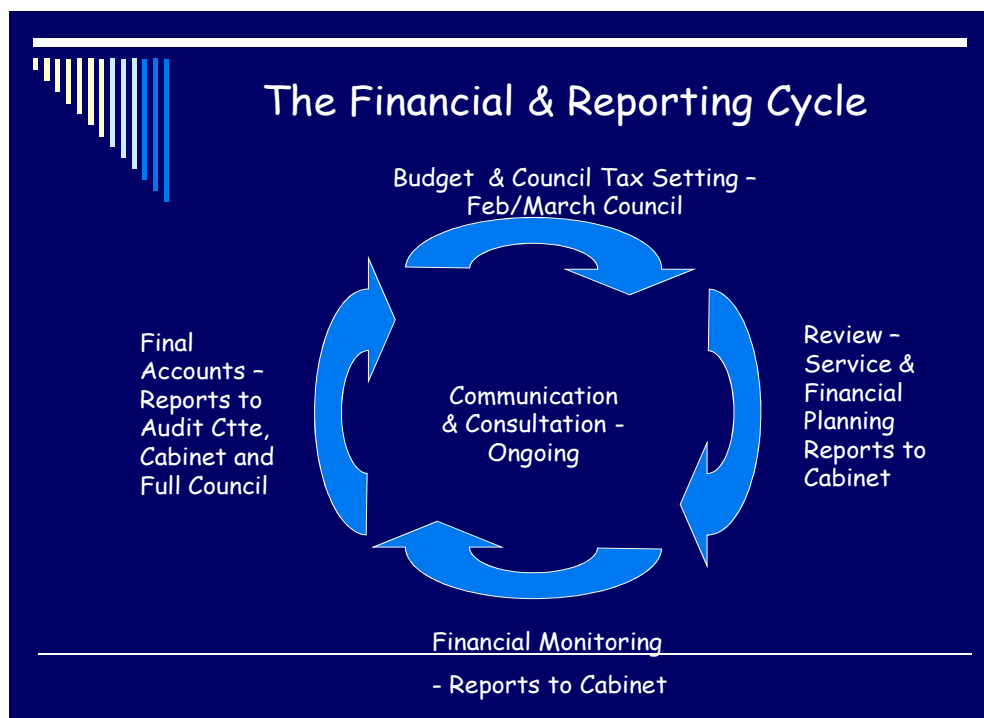 The Financial & Reporting Cycle
Budget & Council Tax Setting –
Feb/March Council
Final
Accounts –
Reports to
Audit Ctte,
Cabinet and
Full Council
Communication
& Consultation -
Ongoing
Review –
Service &
Financial
Planning
Reports to
Cabinet
Financial Monitoring
- Reports to Cabinet